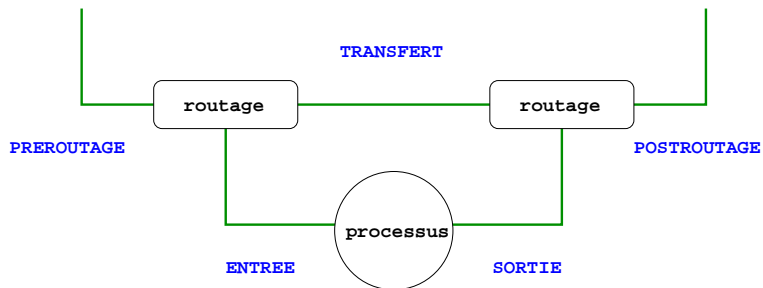 TRANSFERT
routage
routage
PREROUTAGE
POSTROUTAGE
processus
ENTREE
SORTIE